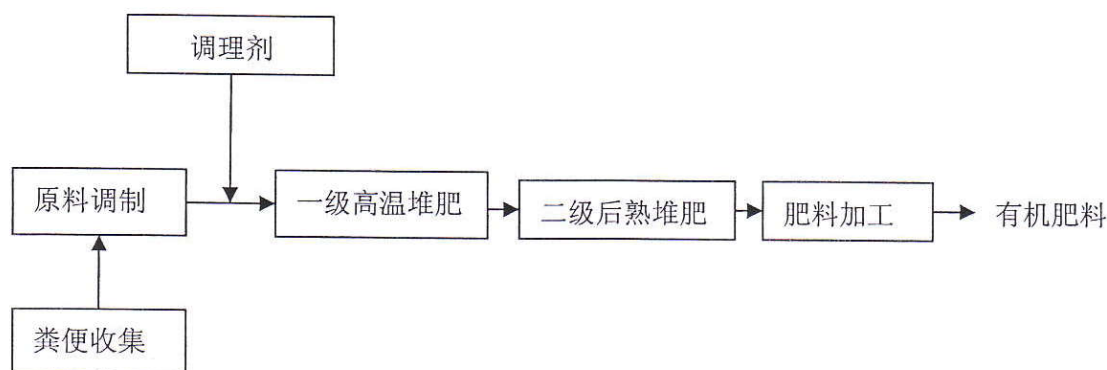 调理剂
原料调制
一级高温堆肥
二级后熟堆肥
肥料加工
有机肥料
粪便收集